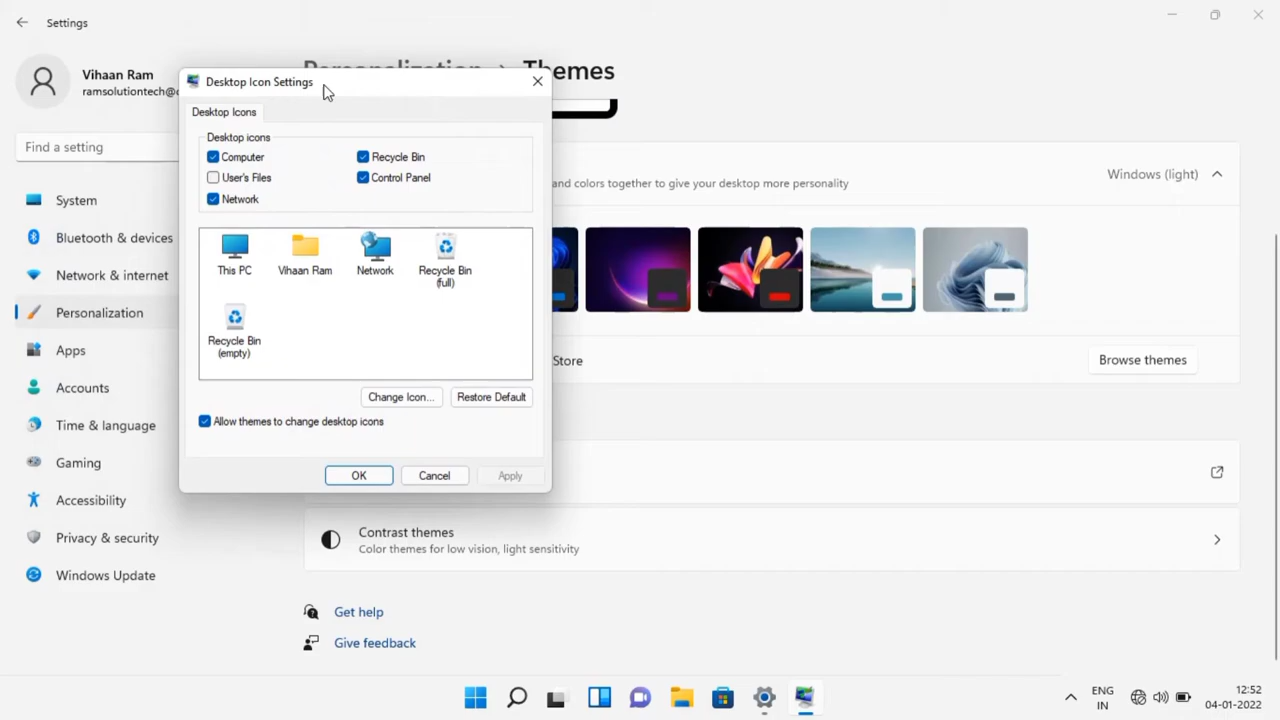 Settings
Vihaan Ram
ramsolutiontech@
Find a setting
System
Bluetooth & devices
Network & internet
Personalization
Apps
Accounts
Time & language
Gaming
Accessibility
Privacy & security
Windows Update
Personalization > Themes
Desktop Icon Settings
Desktop Icons
Desktop icons
Computer
Recycle Bin
User's Files
Control Panel
Network
This PC
Vihaan Ram
Network
Recycle Bin
(full)
Recycle Bin
(empty)
Change Icon...
Restore Default
Allow themes to change desktop icons
OK
Cancel
Apply
and colors together to give your desktop more personality
Windows (light)
Store
Browse themes
Contrast themes
Color themes for low vision, light sensitivity
Get help
Give feedback
ENG
IN
12:52
04-01-2022